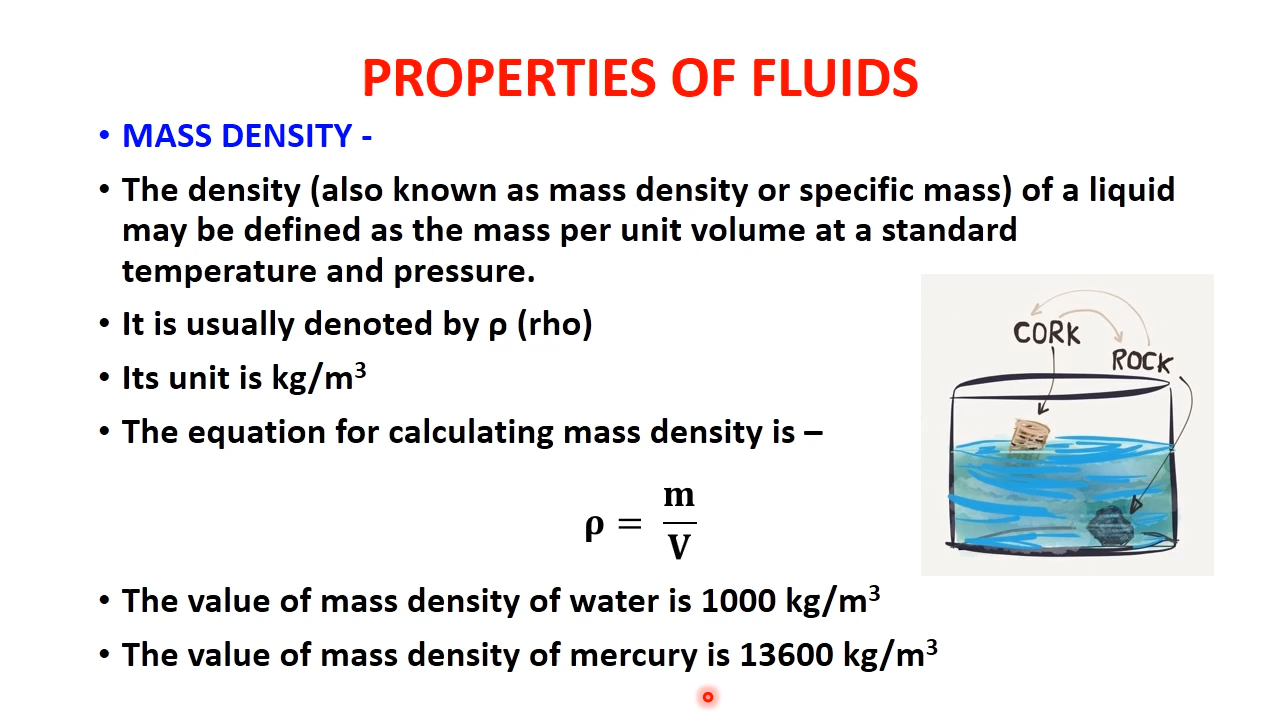 PROPERTIES OF FLUIDS
• MASS DENSITY -
• The density (also known as mass density or specific mass) of a liquid
may be defined as the mass per unit volume at a standard
temperature and pressure.
• It is usually denoted by ρ (rho)
• Its unit is kg/m³
• The equation for calculating mass density is –
ρ = m/V
CORK
ROCK
• The value of mass density of water is 1000 kg/m³
• The value of mass density of mercury is 13600 kg/m³